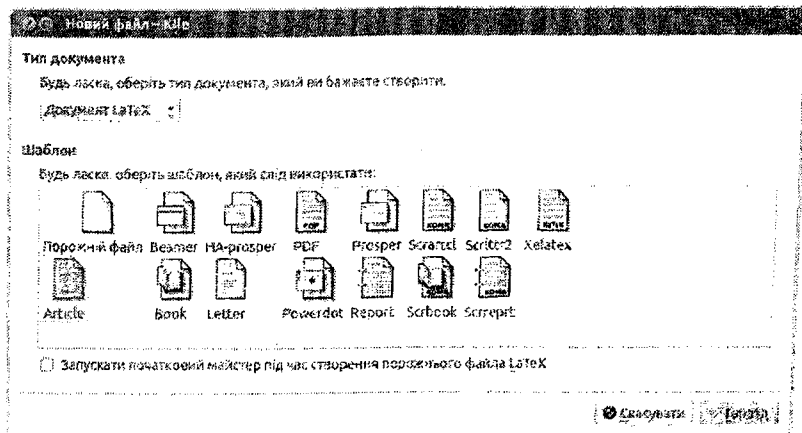 Новий файл – Kile
Тип документа
Будь ласка, оберіть тип документа, який ви бажаєте створити.
Документ LaTeX
Шаблон
Будь ласка, оберіть шаблон, який слід використати:
Порожній файл Beamer HA-prosper PDF Prosper Scrartcl Scrlttr2 Xelatex
Article Book Letter Powerdot Report Scrbook Scrreprt
Запускати початковий майстер під час створення порожнього файла LaTeX
Скасувати Гаразд